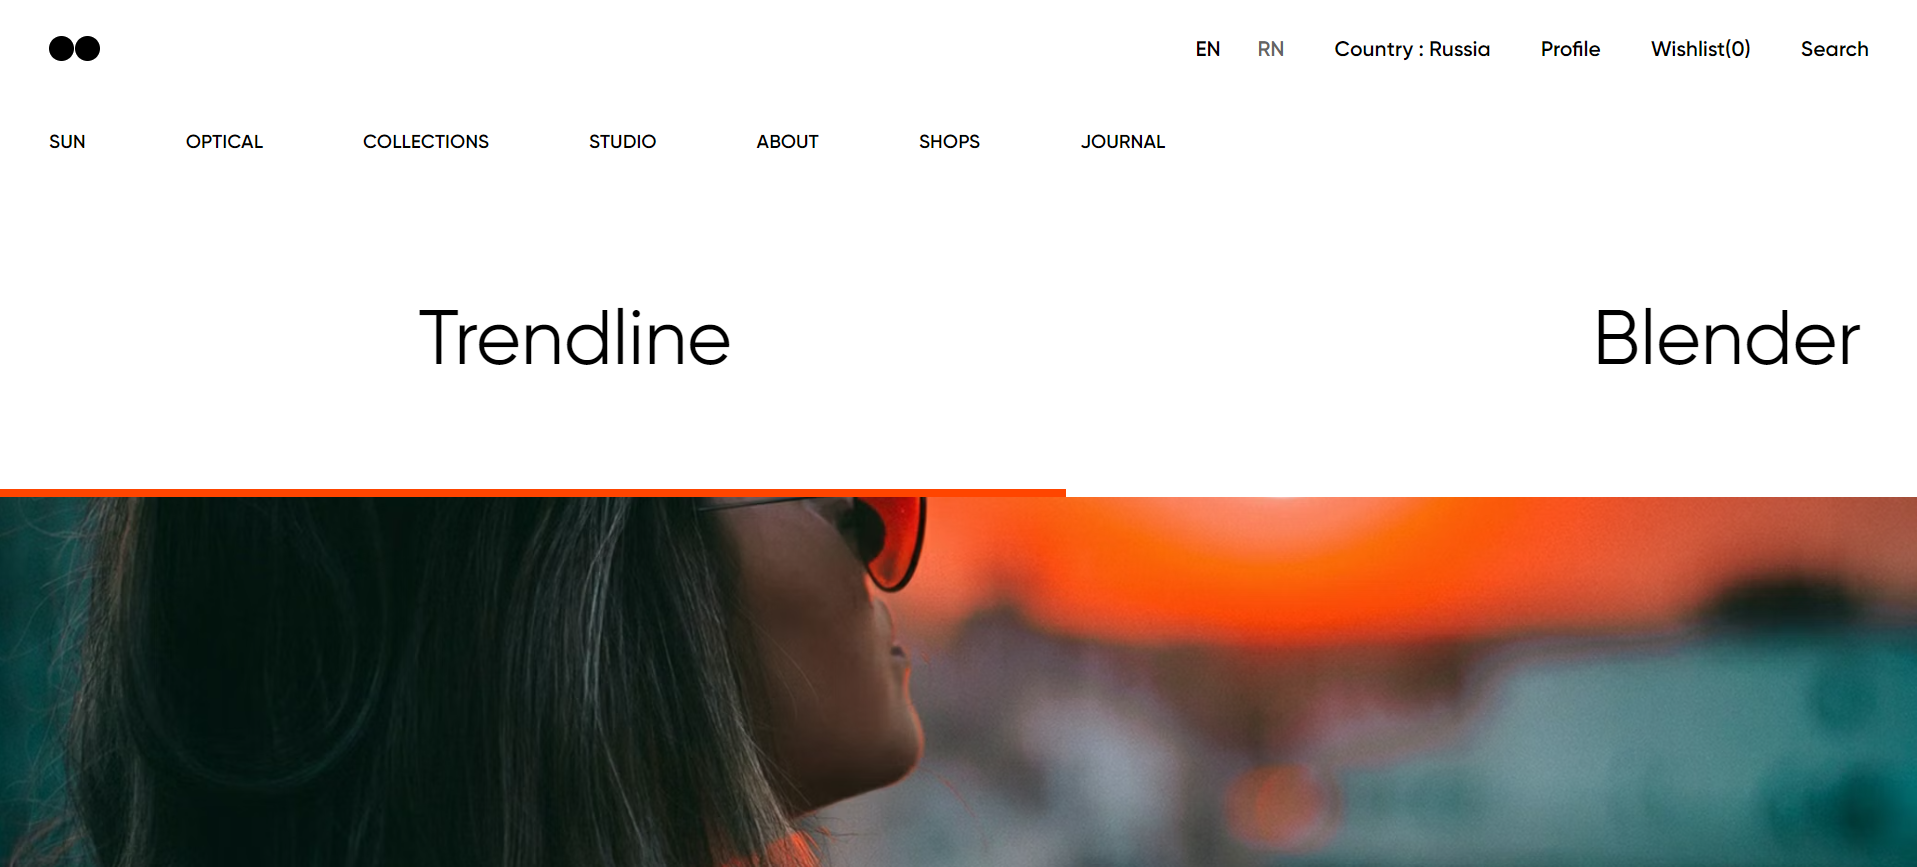 EN RN Country : Russia Profile Wishlist(0) Search
SUN OPTICAL COLLECTIONS STUDIO ABOUT SHOPS JOURNAL
Trendline Blender